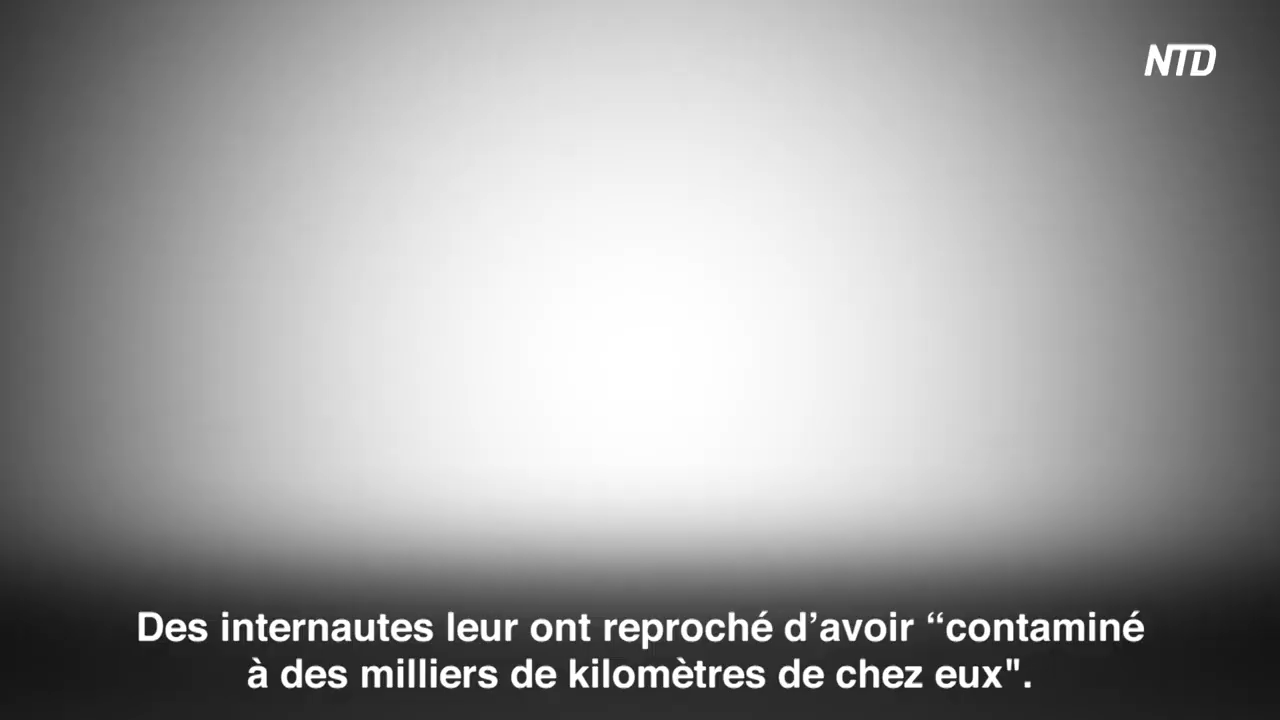 NTD
Des internautes leur ont reproché d’avoir “contaminé
à des milliers de kilomètres de chez eux".